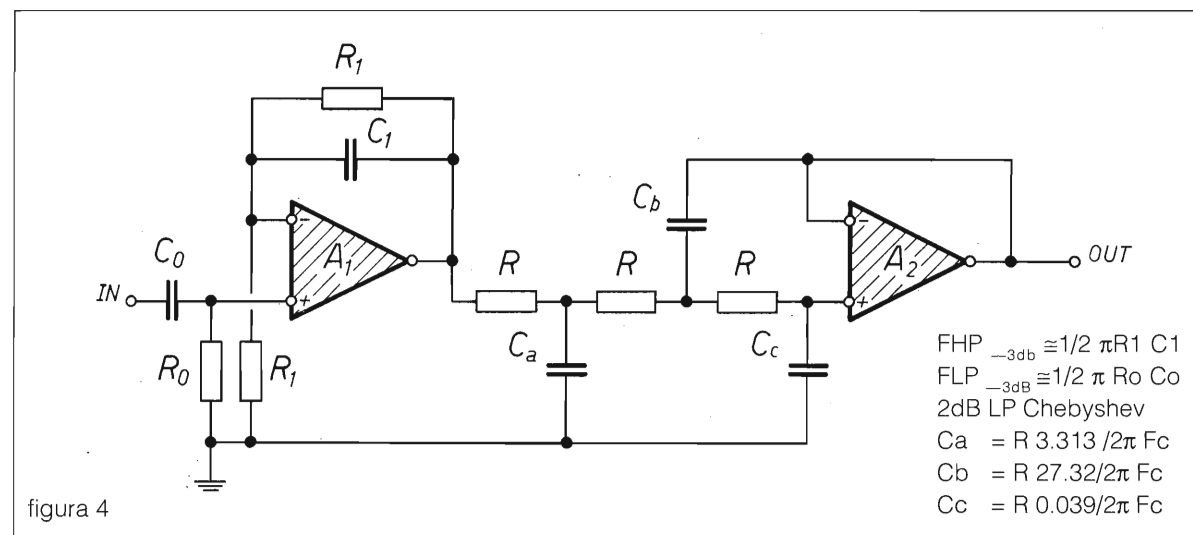 R1
C1
Cb
C0
A1
A2
IN
OUT
-
-
+
+
R
R
R
Ca
Cc
R0
R1
FHP −3db ≅1/2 πR1 C1
FLP −3dB ≅1/2 π Ro Co
2dB LP Chebyshev
Ca = R 3.313 /2π Fc
Cb = R 27.32/2π Fc
Cc = R 0.039/2π Fc
figura 4